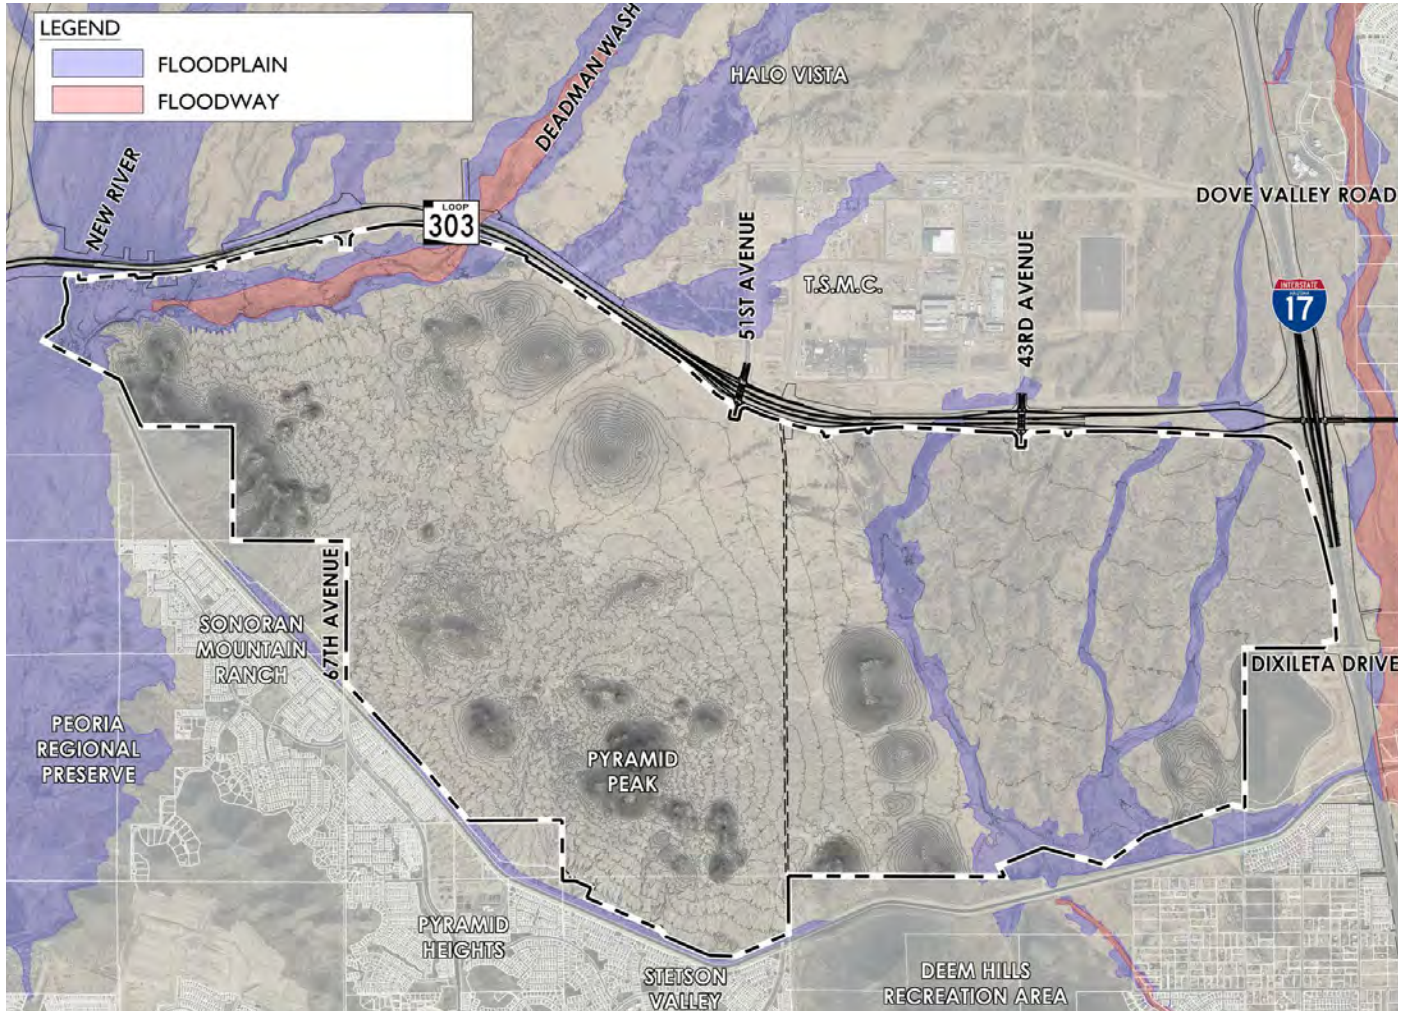 LEGEND
FLOODPLAIN
FLOODWAY
NEW RIVER
DEADMAN WASH
HALO VISTA
LOOP
303
51ST AVENUE
T.S.M.C.
43RD AVENUE
DOVE VALLEY ROAD
INTERSTATE
ARIZONA
17
67TH AVENUE
SONORAN
MOUNTAIN
RANCH
DIXILETA DRIVE
PEORIA
REGIONAL
PRESERVE
PYRAMID
PEAK
PYRAMID
HEIGHTS
STETSON
VALLEY
DEEM HILLS
RECREATION AREA